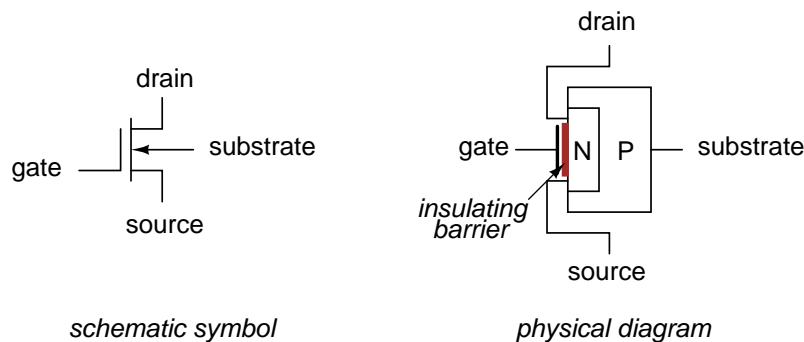 drain
substrate
gate
source
schematic symbol
drain
gate
N
P
substrate
insulating
barrier
source
physical diagram